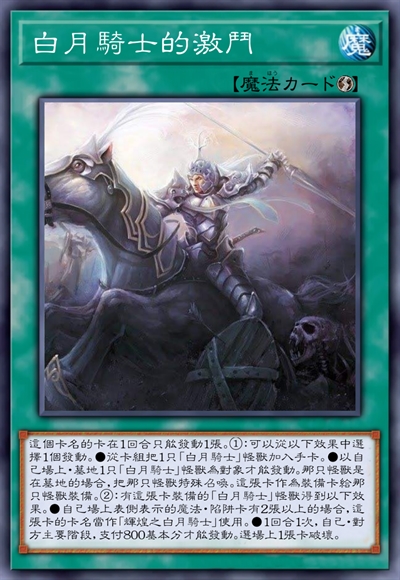 白月騎士的激鬥
魔
【魔法カード】
ま ほう
這個卡名的卡在1回合只能發動1張。①:可以從以下效果中選
擇1個發動。●從卡組把1只「白月騎士」怪獸加入手卡。●以自
己場上・墓地1只「白月騎士」怪獸為對象才能發動。那只怪獸是
在墓地的場合,把那只怪獸特殊召喚。這張卡作為裝備卡給那
只怪獸裝備。②:有這張卡裝備的「白月騎士」怪獸得到以下效
果。●自己場上表側表示的魔法・陷阱卡有2張以上的場合,這
張卡的卡名當作「輝煌之白月騎士」使用。●1回合1次,自己・對
方主要階段,支付800基本分才能發動。選場上1張卡破壞。